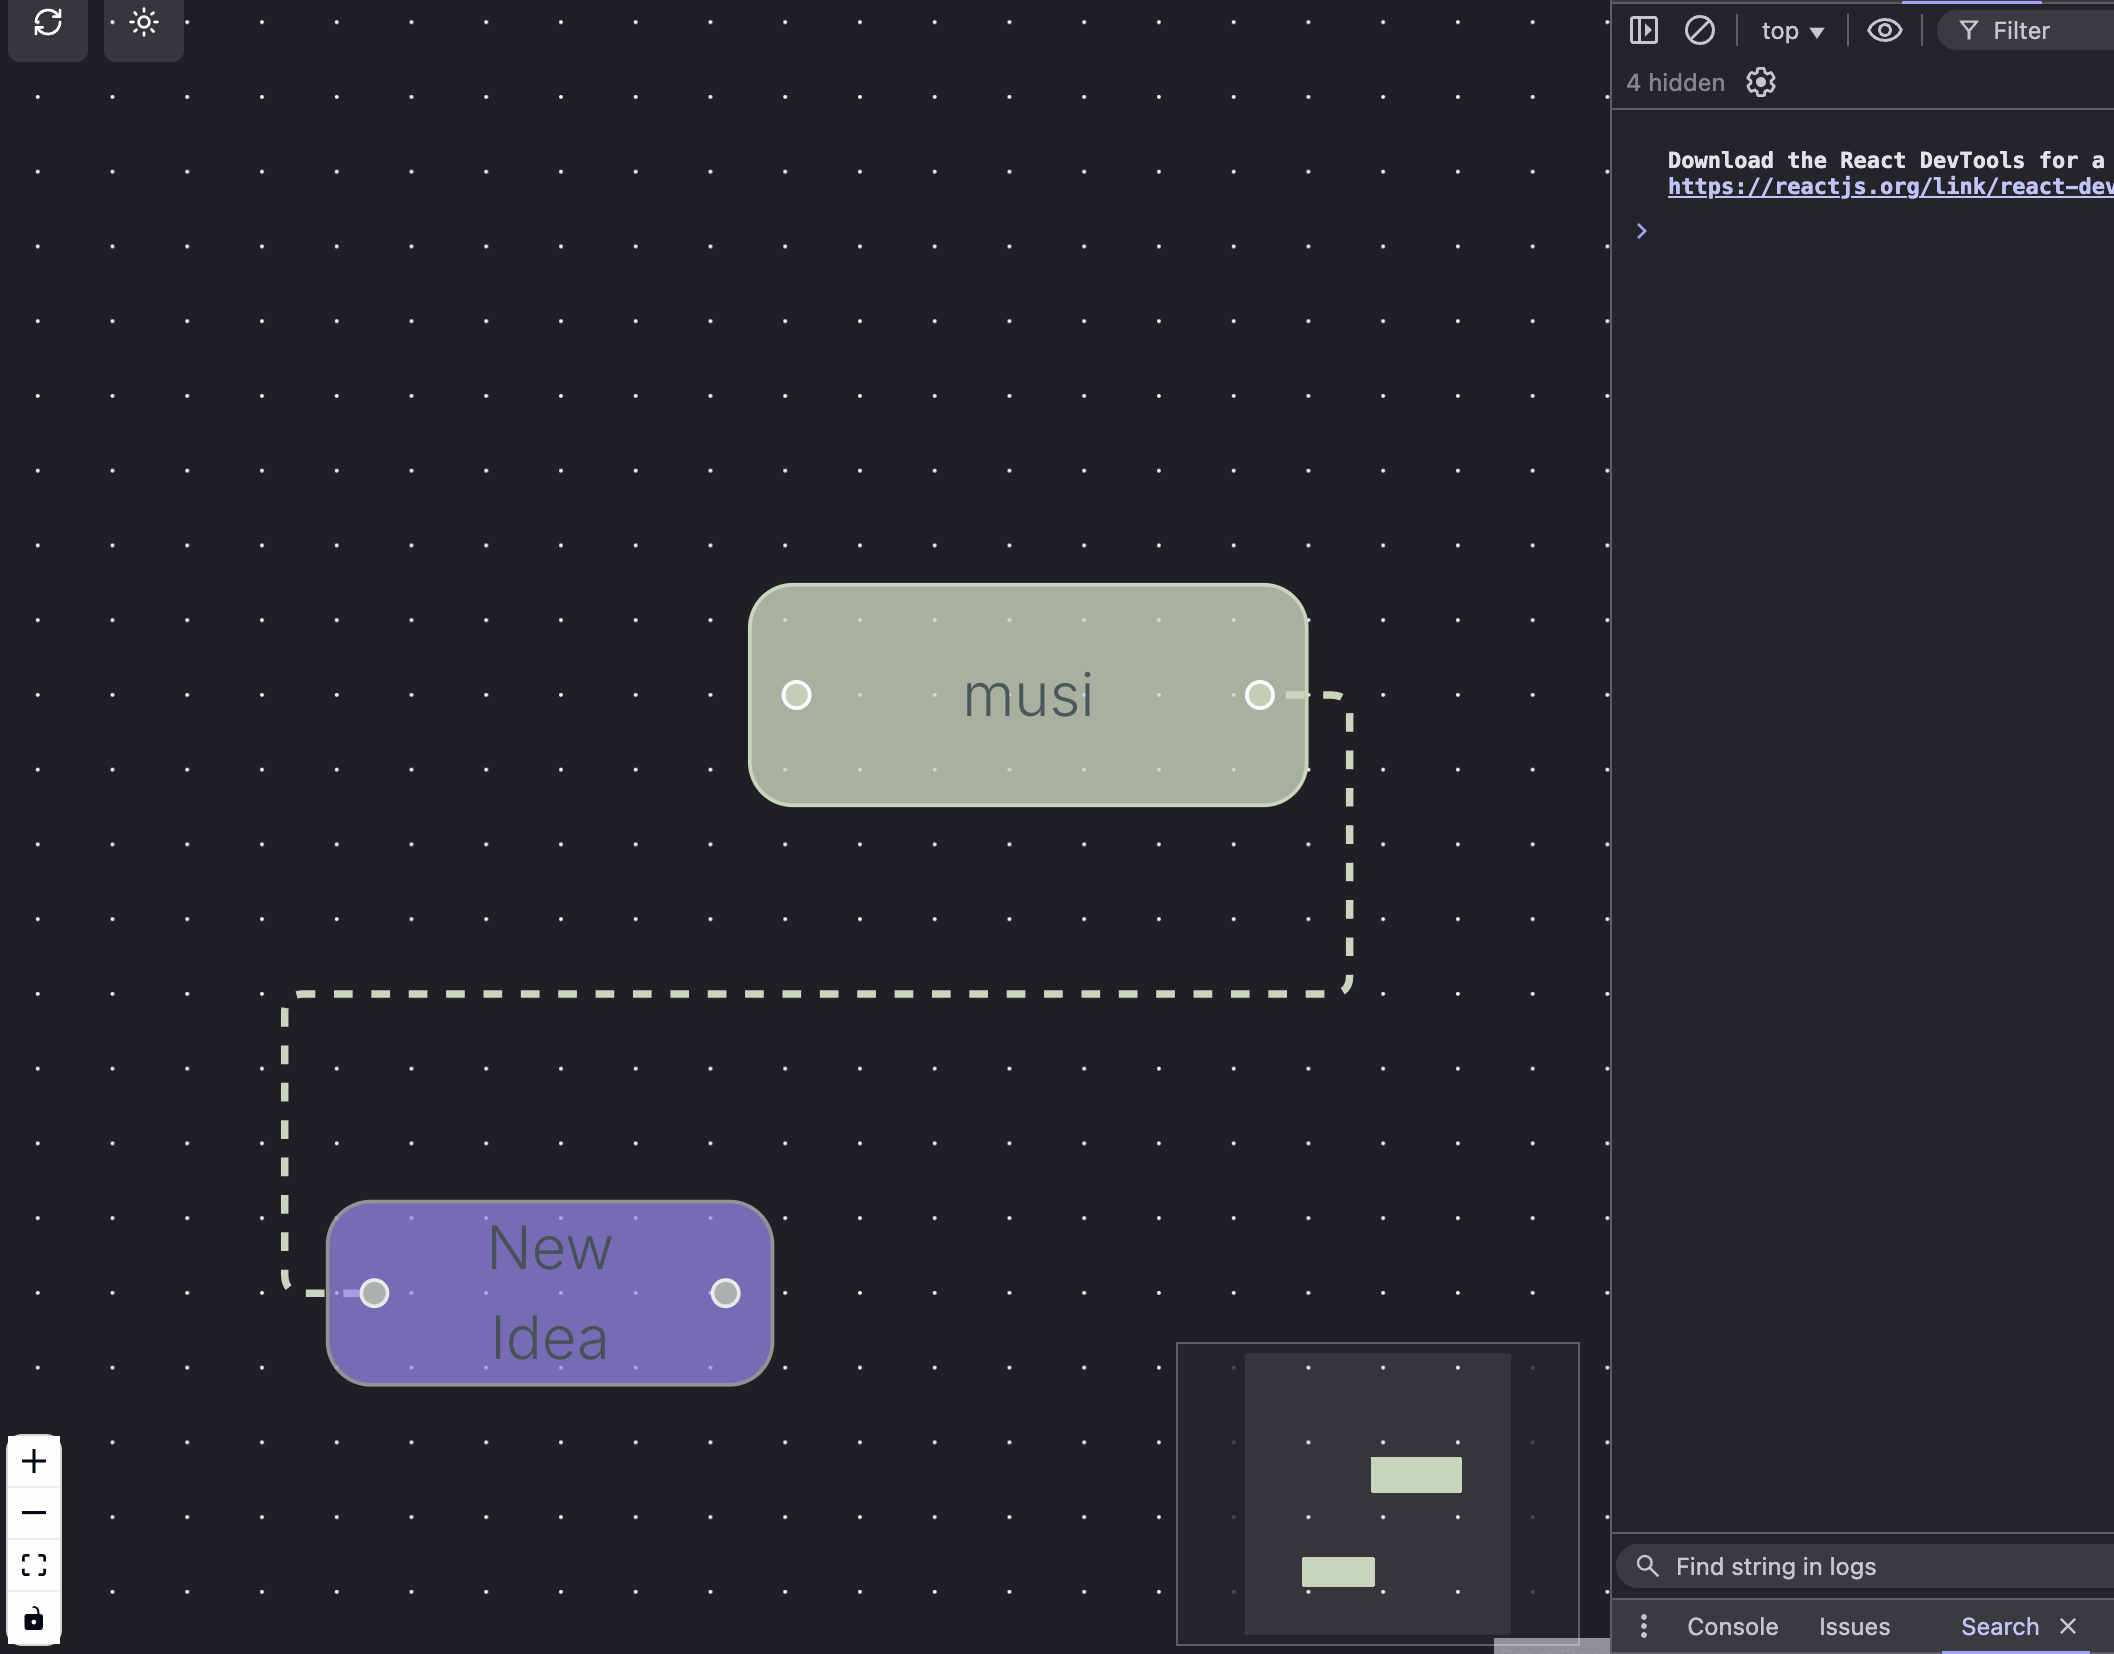 top
Filter
4 hidden
Download the React DevTools for a
https://reactjs.org/link/react-dev
musi
New
Idea
Find string in logs
Console
Issues
Search